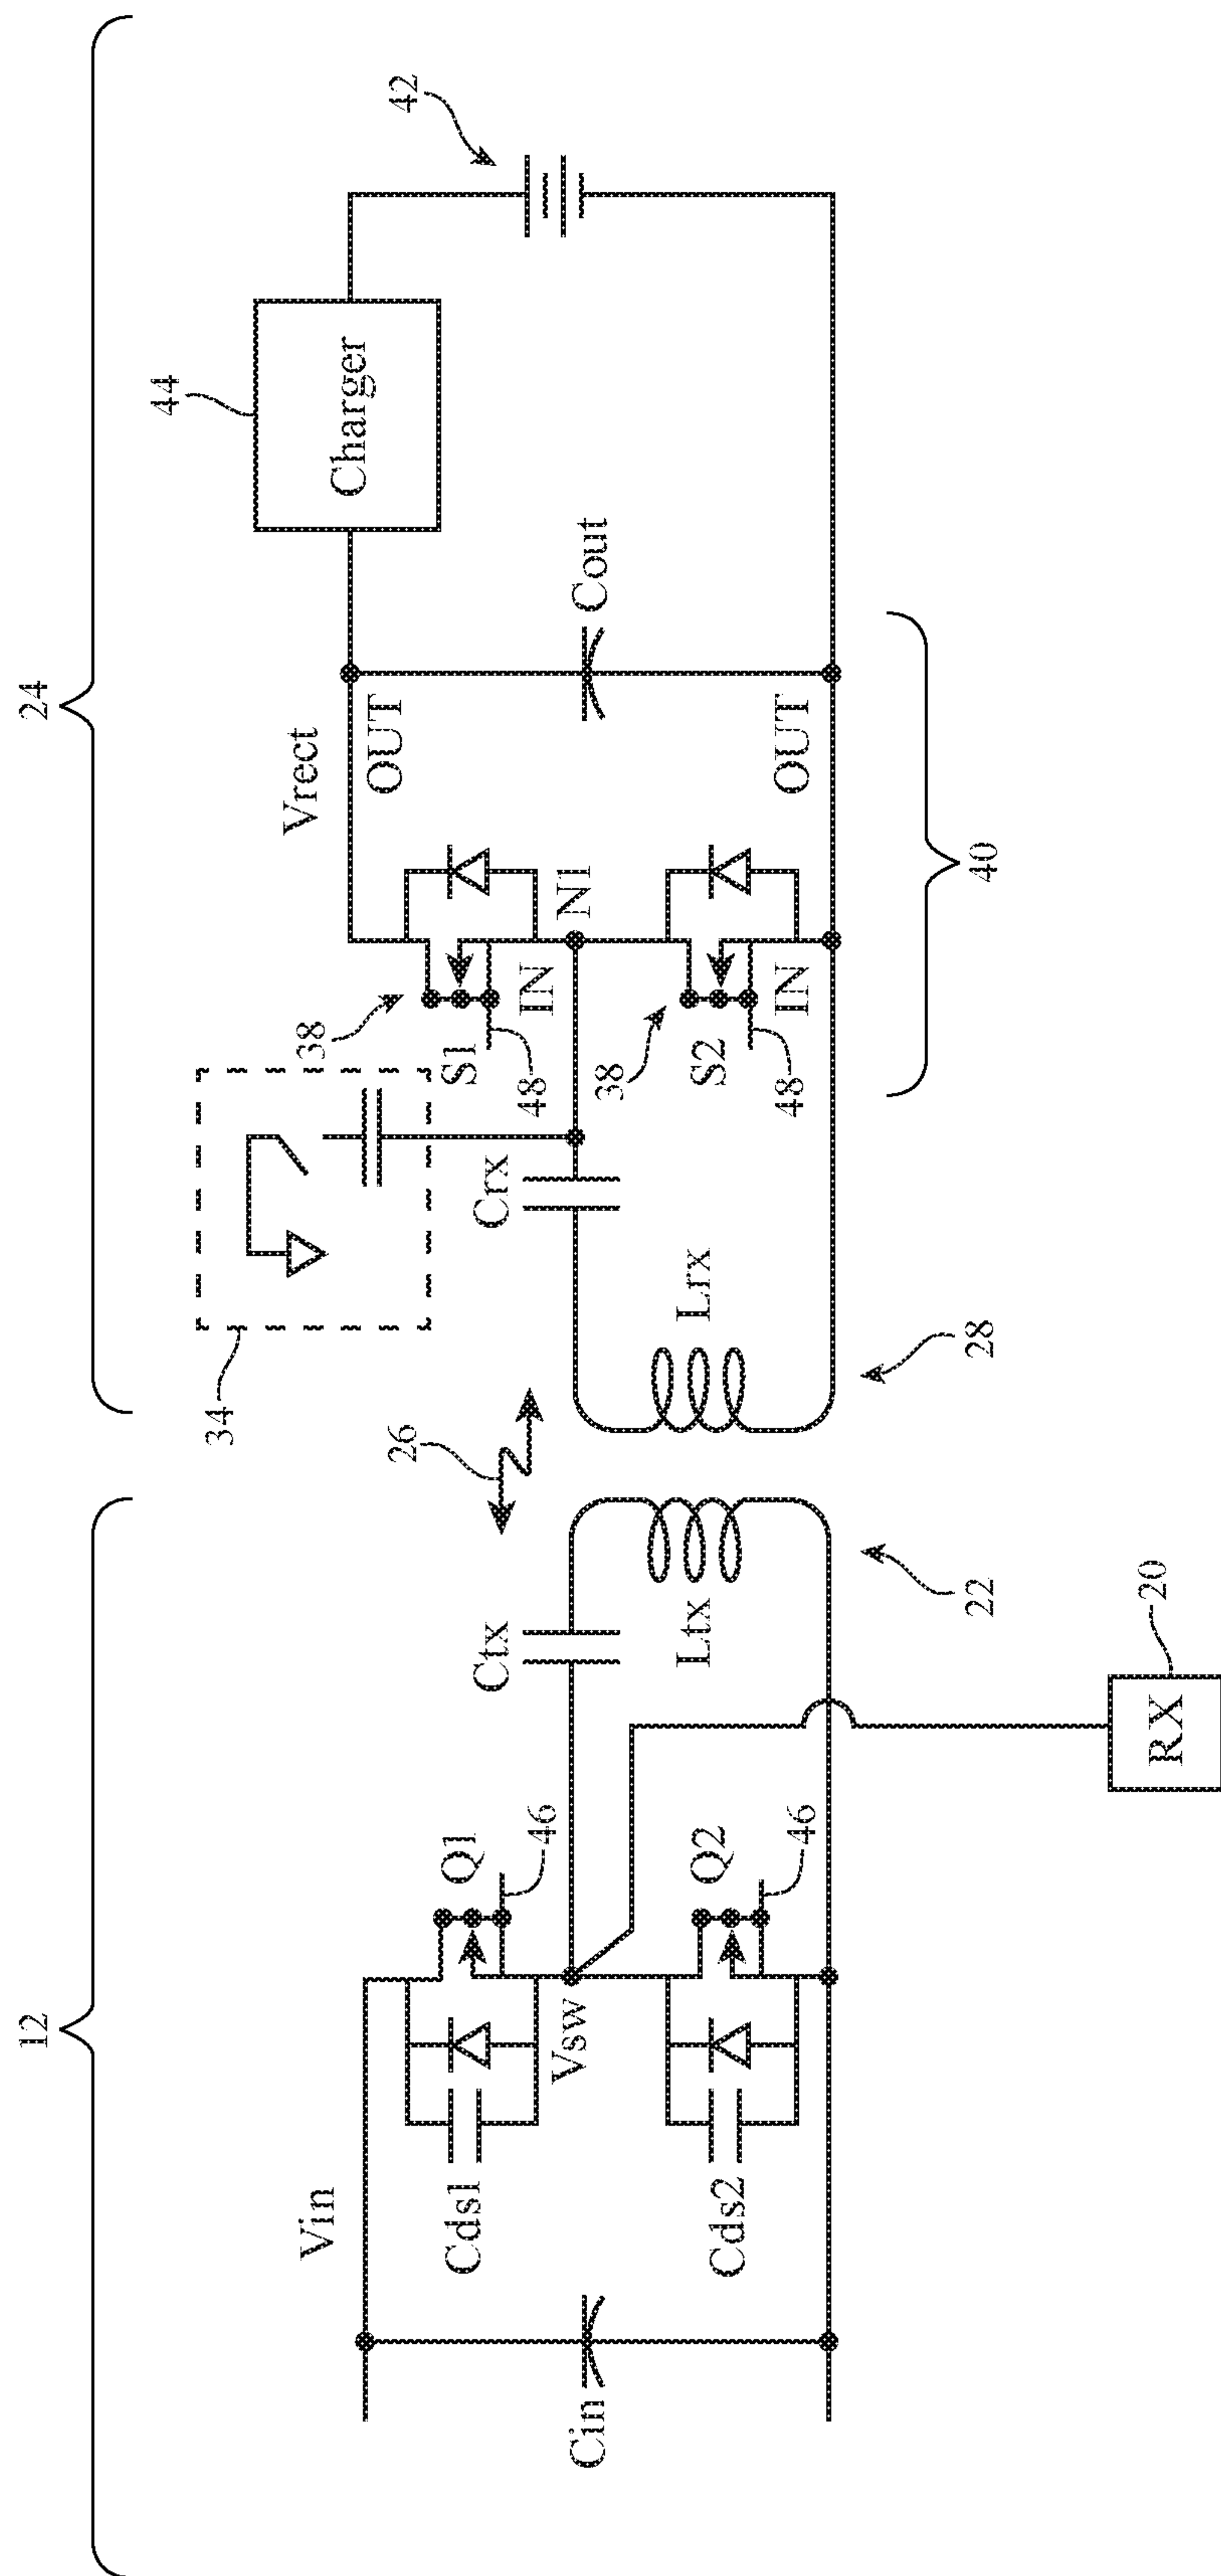 12
24
Vin
Cin
Cds1
Cds2
Q1
46
Vsw
Q2
46
Ctx
Ltx
22
RX
20
26
34
Crx
Lrx
28
38
S1
48
IN
N1
38
S2
48
IN
40
Vrect
OUT
OUT
Cout
44
Charger
42